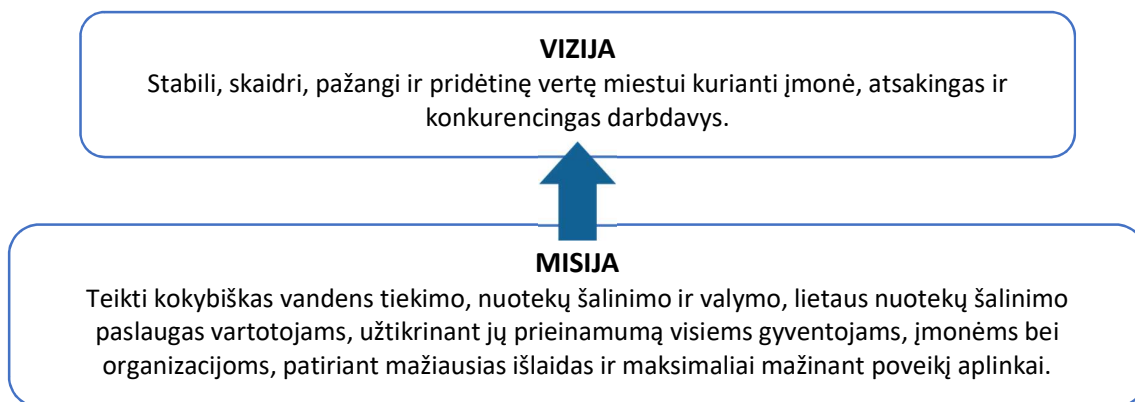 VIZIJA
Stabili, skaidri, pažangi ir pridėtinę vertę miestui kurianti įmonė, atsakingas ir
konkurencingas darbdavys.
MISIJA
Teikti kokybiškas vandens tiekimo, nuotekų šalinimo ir valymo, lietaus nuotekų šalinimo
paslaugas vartotojams, užtikrinant jų prieinamumą visiems gyventojams, įmonėms bei
organizacijoms, patiriant mažiausias išlaidas ir maksimaliai mažinant poveikį aplinkai.